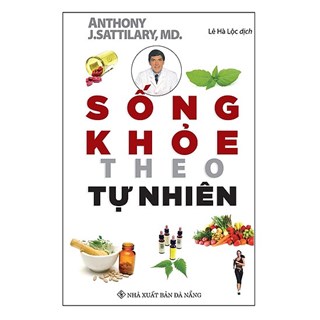 ANTHONY
J.SATTILARY, MD.
Lê Hà Lộc dịch
SỐNG
KHỎE
THEO
TỰ NHIÊN
NHÀ XUẤT BẢN ĐÀ NẴNG